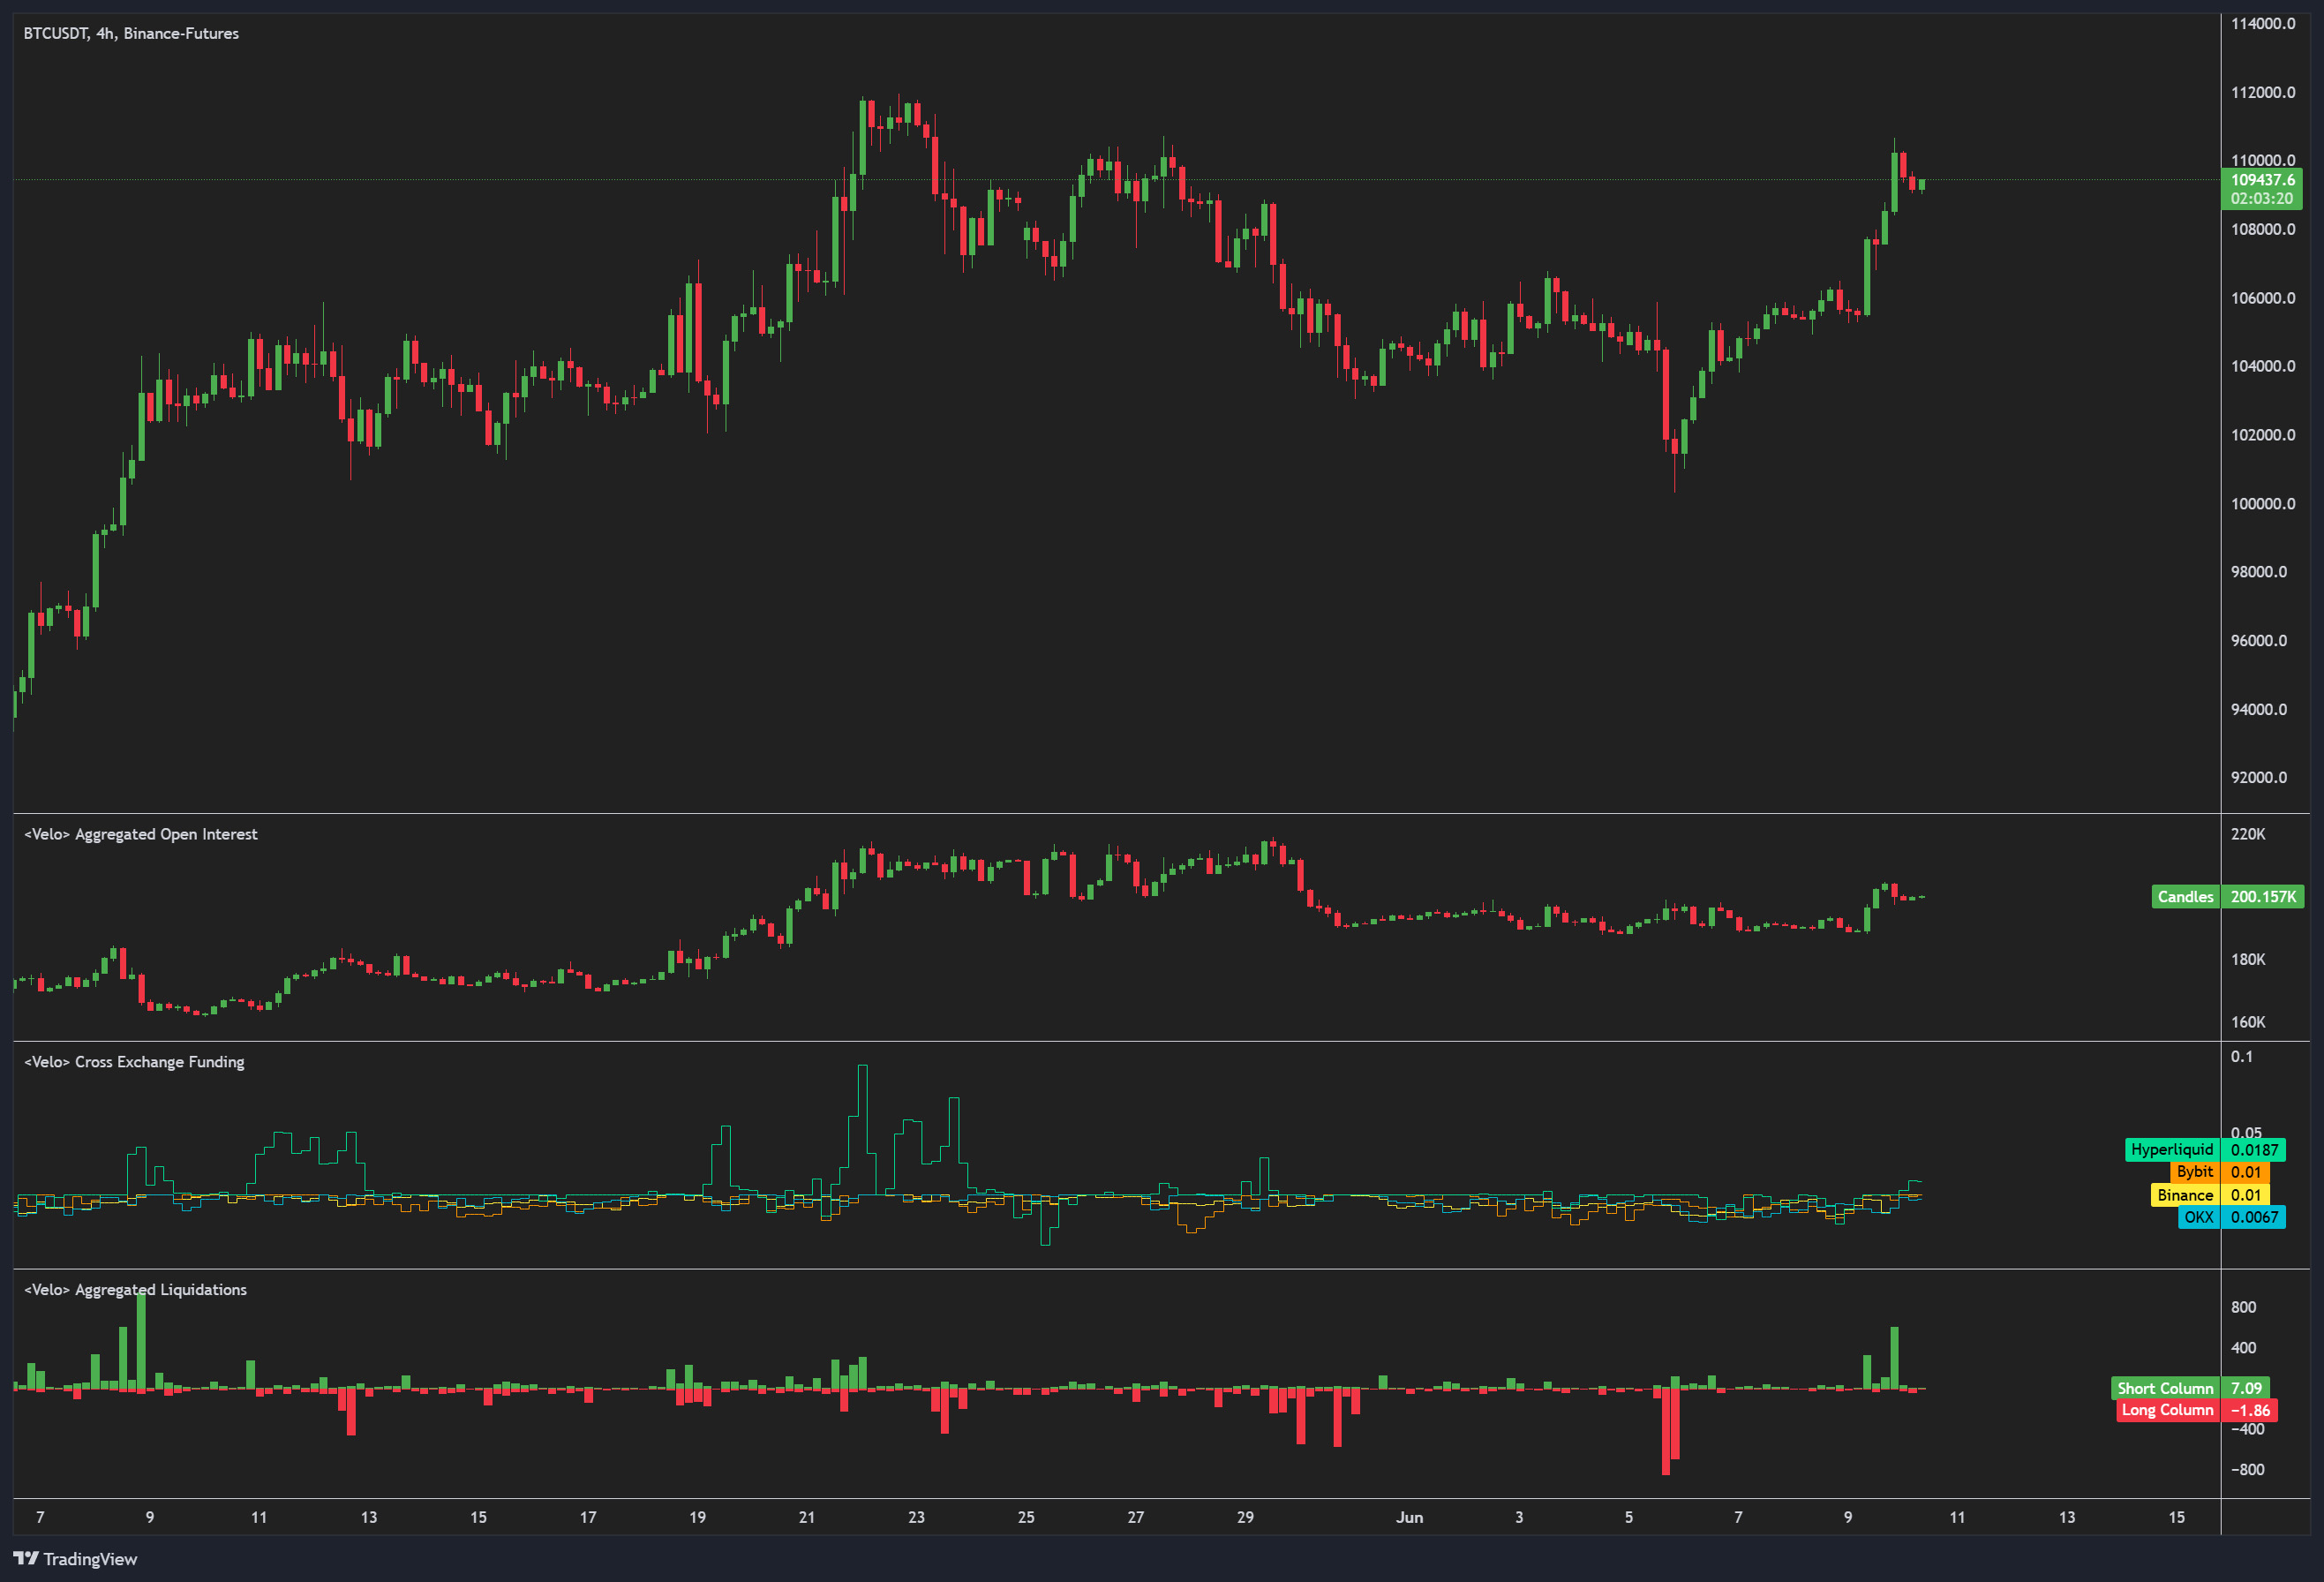 BTCUSDT, 4h, Binance-Futures
114000.0
112000.0
110000.0
109437.6
02:03:20
108000.0
106000.0
104000.0
102000.0
100000.0
98000.0
96000.0
94000.0
92000.0
<Velo> Aggregated Open Interest
220K
Candles 200.157K
180K
160K
<Velo> Cross Exchange Funding
0.1
0.05
Hyperliquid 0.0187
Bybit 0.01
Binance 0.01
OKX 0.0067
<Velo> Aggregated Liquidations
800
400
Short Column 7.09
Long Column −1.86
−400
−800
7 9 11 13 15 17 19 21 23 25 27 29 Jun 3 5 7 9 11 13 15
TradingView